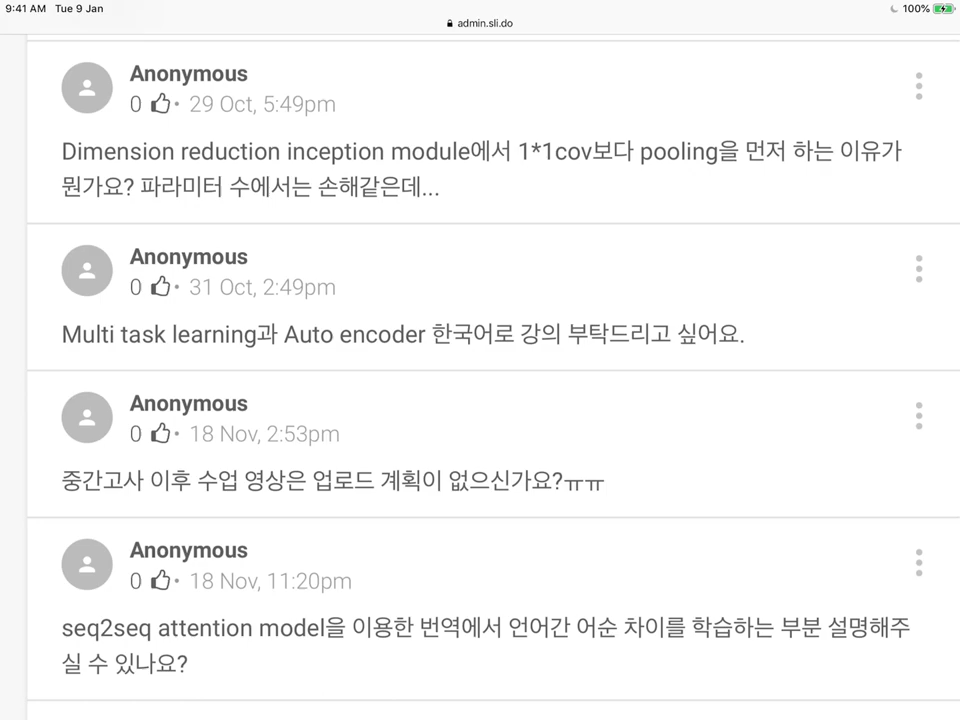 9:41 AM Tue 9 Jan
100%
admin.sli.do
Anonymous
0 · 29 Oct, 5:49pm
Dimension reduction inception module에서 1*1cov보다 pooling을 먼저 하는 이유가
뭔가요? 파라미터 수에서는 손해같은데...
Anonymous
0 · 31 Oct, 2:49pm
Multi task learning과 Auto encoder 한국어로 강의 부탁드리고 싶어요.
Anonymous
0 · 18 Nov, 2:53pm
중간고사 이후 수업 영상은 업로드 계획이 없으신가요?ㅠㅠ
Anonymous
0 · 18 Nov, 11:20pm
seq2seq attention model을 이용한 번역에서 언어간 어순 차이를 학습하는 부분 설명해주
실 수 있나요?